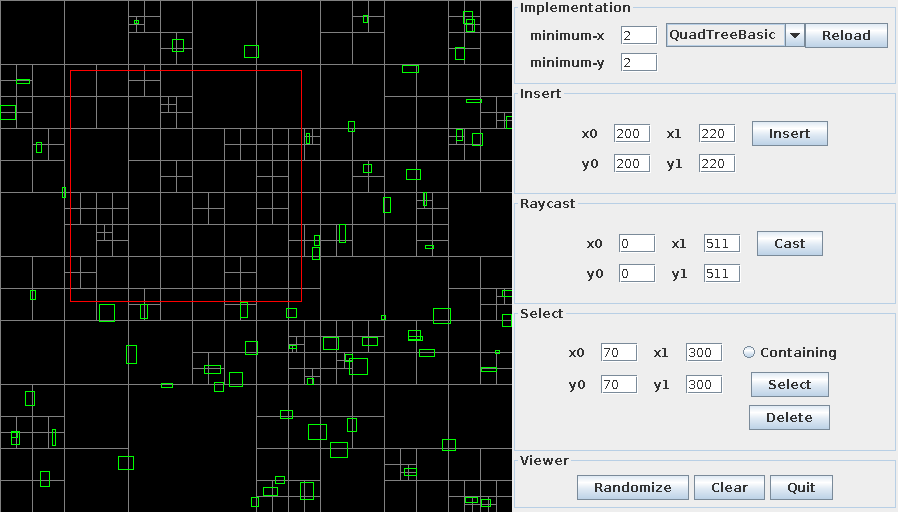 Implementation
minimum-x 2 QuadTreeBasic Reload
minimum-y 2
Insert
x0 200 x1 220 Insert
y0 200 y1 220
Raycast
x0 0 x1 511 Cast
y0 0 y1 511
Select
x0 70 x1 300 Containing
y0 70 y1 300 Select
Delete
Viewer
Randomize Clear Quit